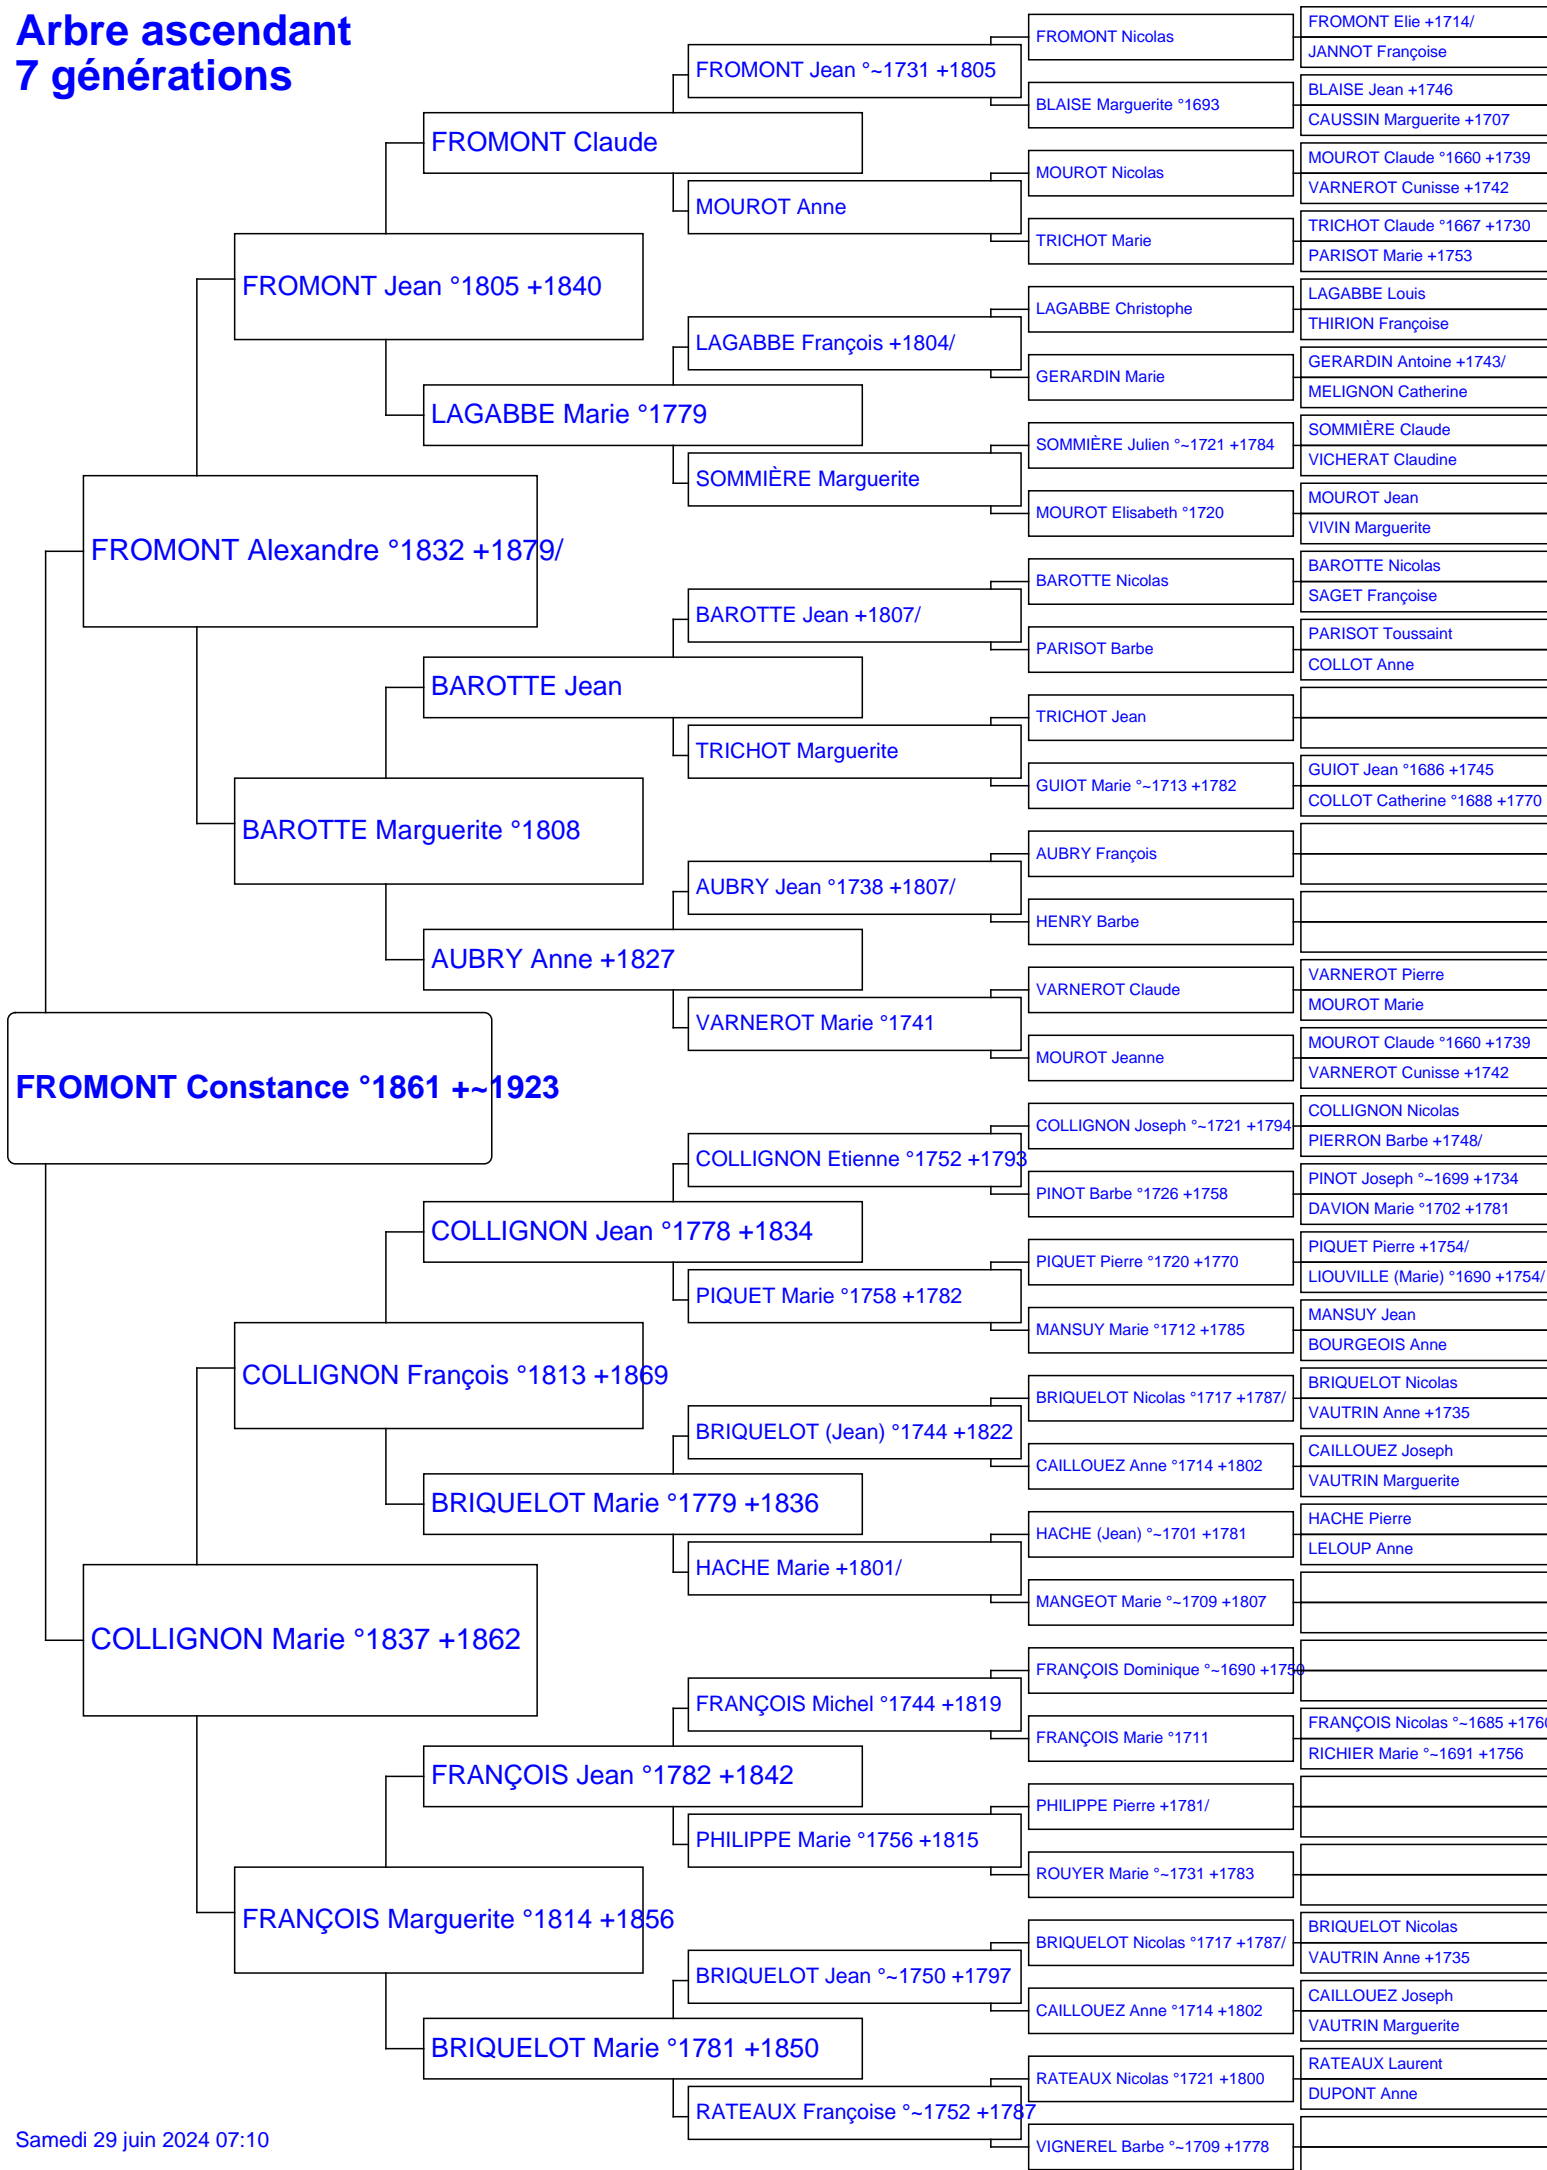 Arbre ascendant
7 générations
FROMONT Constance °1861 +~1923
FROMONT Alexandre °1832 +1879/
COLLIGNON Marie °1837 +1862
FROMONT Jean °1805 +1840
BAROTTE Marguerite °1808
COLLIGNON François °1813 +1869
FRANÇOIS Marguerite °1814 +1856
FROMONT Claude
LAGABBE Marie °1779
BAROTTE Jean
AUBRY Anne +1827
COLLIGNON Jean °1778 +1834
BRIQUELOT Marie °1779 +1836
FRANÇOIS Jean °1782 +1842
BRIQUELOT Marie °1781 +1850
FROMONT Jean °~1731 +1805
MOUROT Anne
LAGABBE François +1804/
SOMMIÈRE Marguerite
BAROTTE Jean +1807/
TRICHOT Marguerite
AUBRY Jean °1738 +1807/
VARNEROT Marie °1741
COLLIGNON Etienne °1752 +1793
PIQUET Marie °1758 +1782
BRIQUELOT (Jean) °1744 +1822
HACHE Marie +1801/
FRANÇOIS Michel °1744 +1819
PHILIPPE Marie °1756 +1815
BRIQUELOT Jean °~1750 +1797
RATEAUX Françoise °~1752 +1787
FROMONT Nicolas
BLAISE Marguerite °1693
MOUROT Nicolas
TRICHOT Marie
LAGABBE Christophe
GERARDIN Marie
SOMMIÈRE Julien °~1721 +1784
MOUROT Elisabeth °1720
BAROTTE Nicolas
PARISOT Barbe
TRICHOT Jean
GUIOT Marie °~1713 +1782
AUBRY François
HENRY Barbe
VARNEROT Claude
MOUROT Jeanne
COLLIGNON Joseph °~1721 +1794
PINOT Barbe °1726 +1758
PIQUET Pierre °1720 +1770
MANSUY Marie °1712 +1785
BRIQUELOT Nicolas °1717 +1787/
CAILLOUEZ Anne °1714 +1802
HACHE (Jean) °~1701 +1781
MANGEOT Marie °~1709 +1807
FRANÇOIS Dominique °~1690 +1750
FRANÇOIS Marie °1711
PHILIPPE Pierre +1781/
ROUYER Marie °~1731 +1783
BRIQUELOT Nicolas °1717 +1787/
CAILLOUEZ Anne °1714 +1802
RATEAUX Nicolas °1721 +1800
VIGNEREL Barbe °~1709 +1778
FROMONT Elie +1714/
JANNOT Françoise
BLAISE Jean +1746
CAUSSIN Marguerite +1707
MOUROT Claude °1660 +1739
VARNEROT Cunisse +1742
TRICHOT Claude °1667 +1730
PARISOT Marie +1753
LAGABBE Louis
THIRION Françoise
GERARDIN Antoine +1743/
MELIGNON Catherine
SOMMIÈRE Claude
VICHERAT Claudine
MOUROT Jean
VIVIN Marguerite
BAROTTE Nicolas
SAGET Françoise
PARISOT Toussaint
COLLOT Anne
GUIOT Jean °1686 +1745
COLLOT Catherine °1688 +1770
VARNEROT Pierre
MOUROT Marie
MOUROT Claude °1660 +1739
VARNEROT Cunisse +1742
COLLIGNON Nicolas
PIERRON Barbe +1748/
PINOT Joseph °~1699 +1734
DAVION Marie °1702 +1781
PIQUET Pierre +1754/
LIOUVILLE (Marie) °1690 +1754/
MANSUY Jean
BOURGEOIS Anne
BRIQUELOT Nicolas
VAUTRIN Anne +1735
CAILLOUEZ Joseph
VAUTRIN Marguerite
HACHE Pierre
LELOUP Anne
FRANÇOIS Nicolas °~1685 +1760
RICHIER Marie °~1691 +1756
BRIQUELOT Nicolas
VAUTRIN Anne +1735
CAILLOUEZ Joseph
VAUTRIN Marguerite
RATEAUX Laurent
DUPONT Anne
Samedi 29 juin 2024 07:10